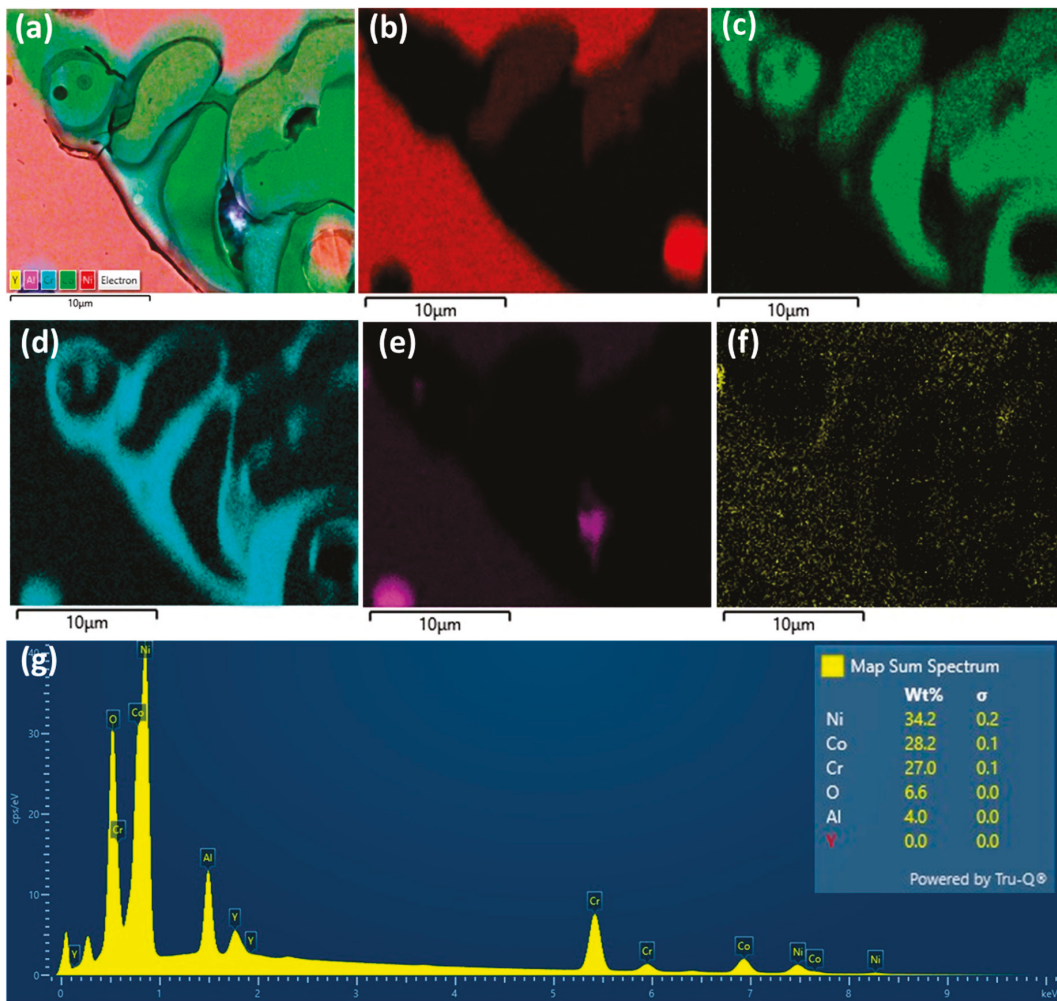 (a)
Y Al Cr Co Ni Electron
10μm
(b)
10μm
(c)
10μm
(d)
10μm
(e)
10μm
(f)
10μm
(g)
40
30
20
10
0
cps/eV
Y
O
Cr
Co
Ni
Al
Y
Y
Cr
Cr
Co
Ni
Co
Ni
0 1 2 3 4 5 6 7 8 9 keV
Map Sum Spectrum
Wt% σ
Ni 34.2 0.2
Co 28.2 0.1
Cr 27.0 0.1
O 6.6 0.0
Al 4.0 0.0
Y 0.0 0.0
Powered by Tru-Q®